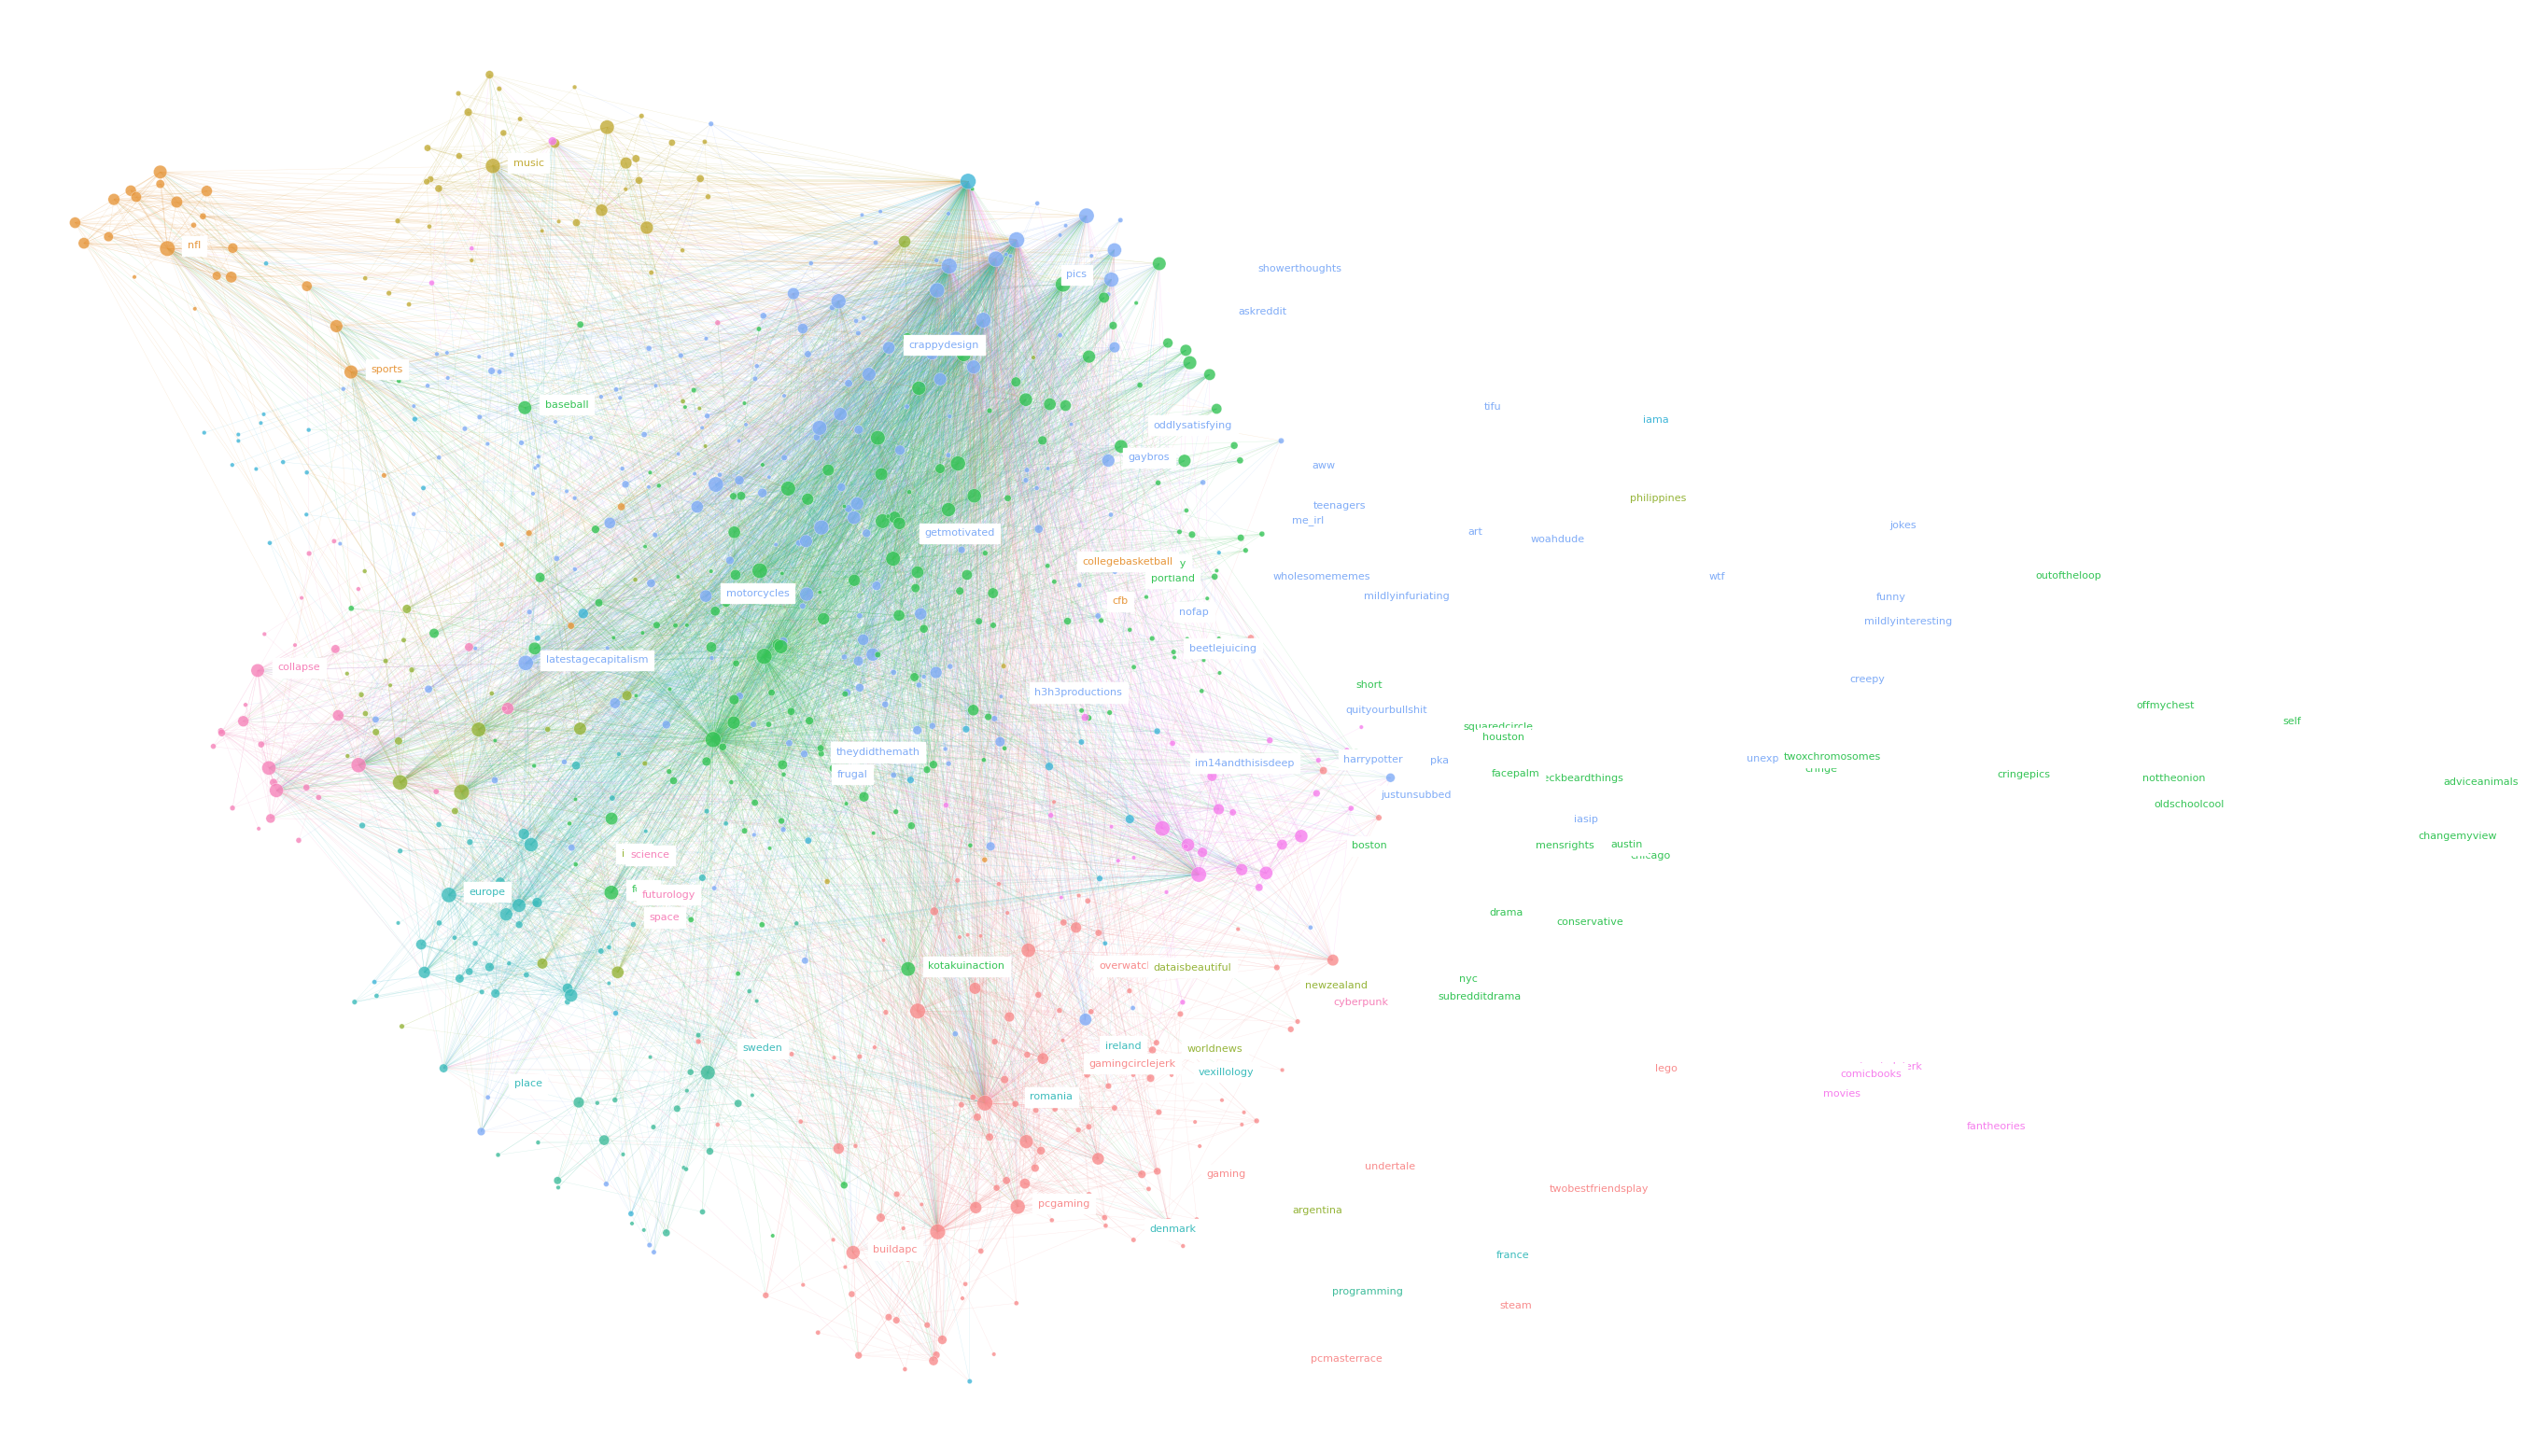 music
nfl
showerthoughts
pics
askreddit
crappydesign
sports
baseball
tifu
iama
oddlysatisfying
gaybros
aww
philippines
teenagers
me_irl
jokes
getmotivated
art
woahdude
collegebasketball
portland
wholesomememes
wtf
outoftheloop
motorcycles
mildlyinfuriating
funny
cfb
nofap
mildlyinteresting
beetlejuicing
latestagecapitalism
collapse
creepy
short
h3h3productions
offmychest
quityourbullshit
self
squaredcircle
houston
theydidthemath
harrypotter
pka
unexp
twoxchromosomes
im14andthisisdeep
cringe
frugal
facepalm
eckbeardthings
cringepics
nottheonion
adviceanimals
justunsubbed
oldschoolcool
iasip
changemyview
boston
mensrights
austin
chicago
science
europe
futurology
space
drama
conservative
kotakuinaction
overwatch
dataisbeautiful
nyc
newzealand
subredditdrama
cyberpunk
sweden
ireland
worldnews
gamingcirclejerk
vexillology
lego
erk
comicbooks
place
romania
movies
fantheories
undertale
gaming
twobestfriendsplay
pcgaming
argentina
denmark
buildapc
france
programming
steam
pcmasterrace